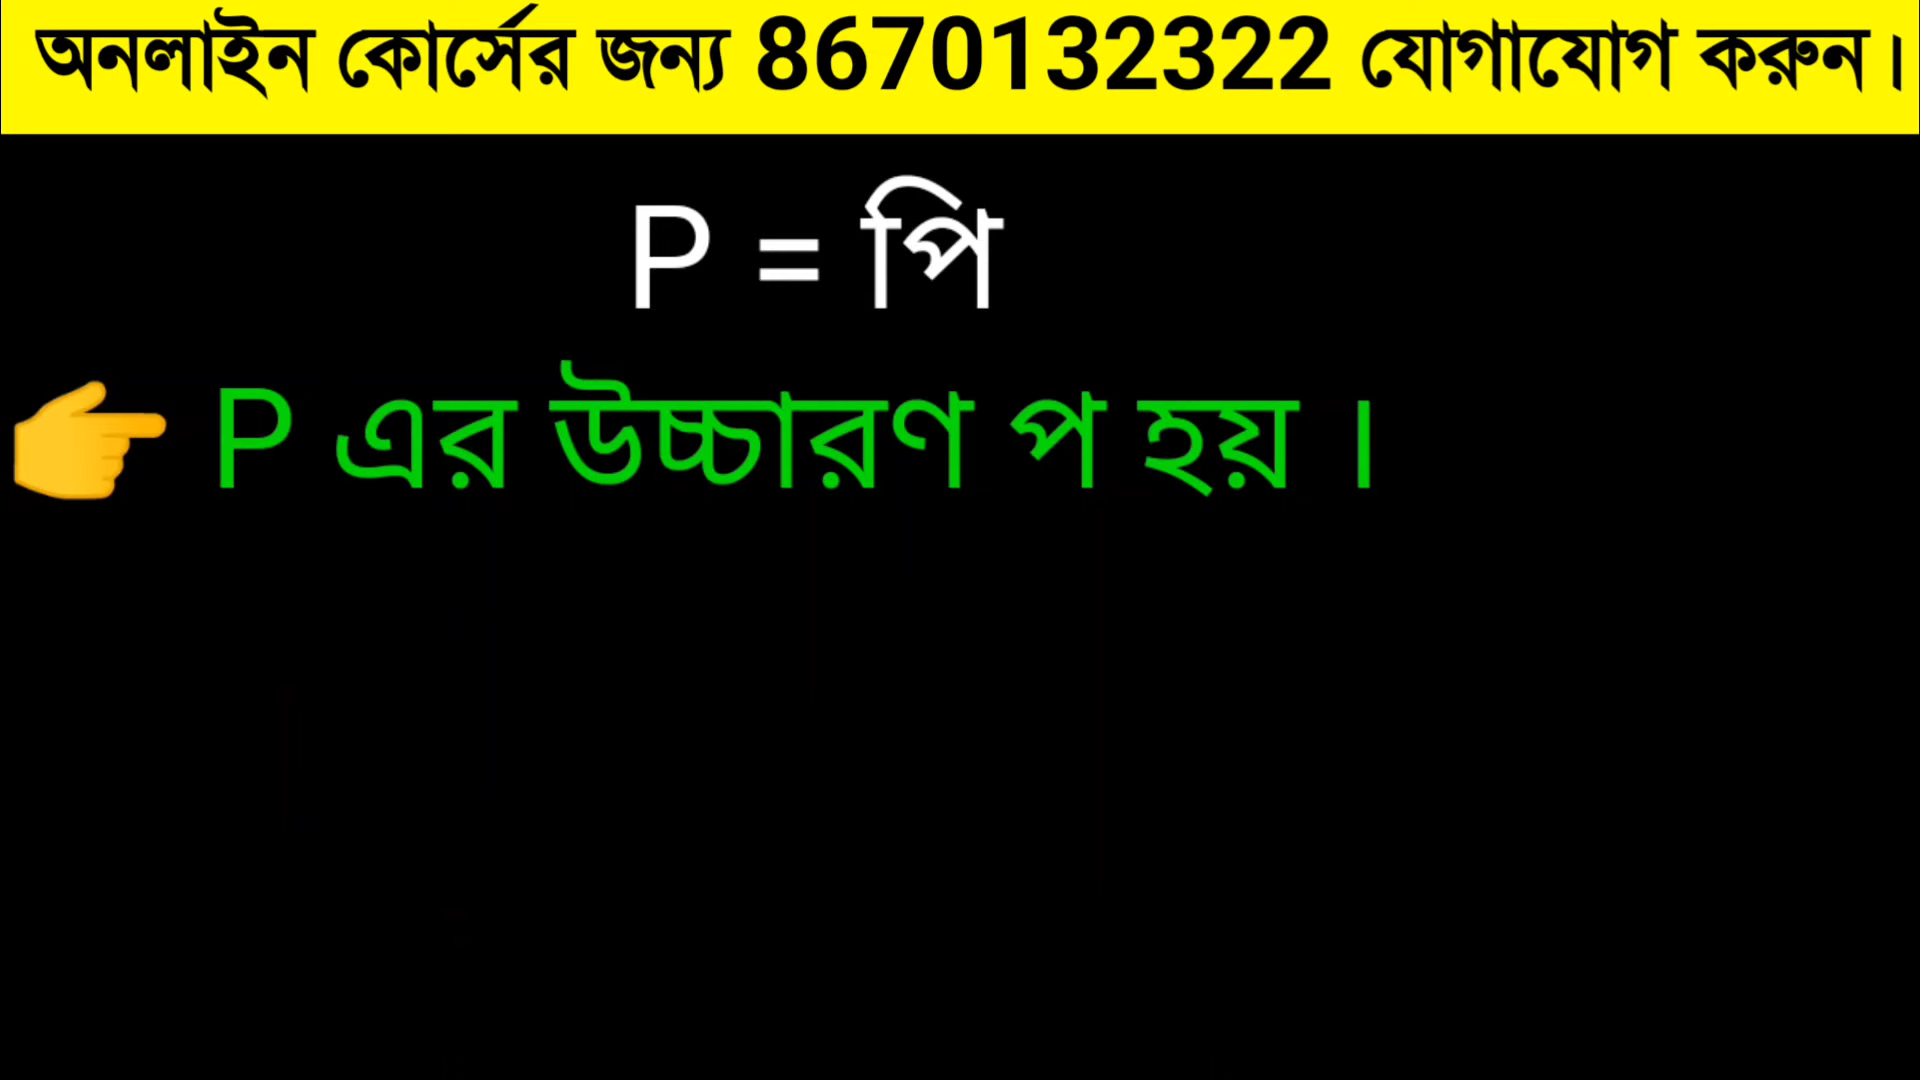 অনলাইন কোর্সের জন্য 8670132322 যোগাযোগ করুন।
P = পি
👉 P এর উচ্চারণ প হয় ।